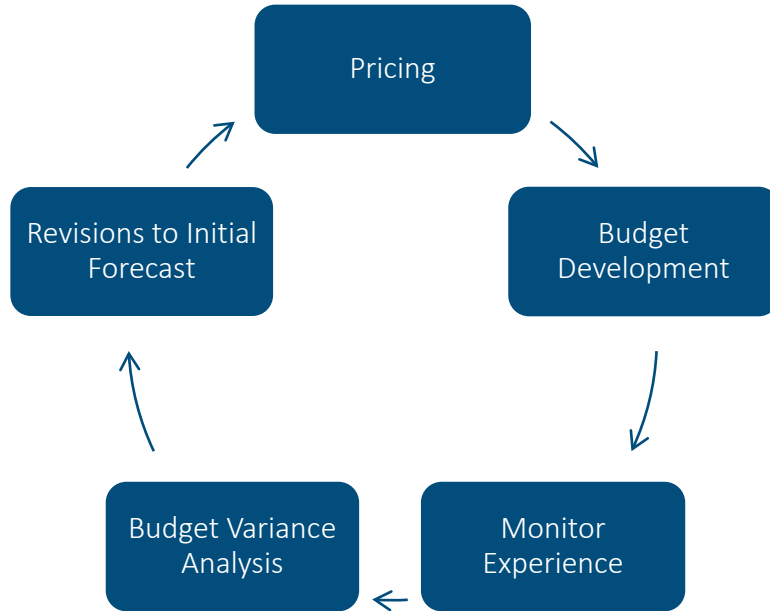 Pricing
Budget
Development
Monitor
Experience
Budget Variance
Analysis
Revisions to Initial
Forecast